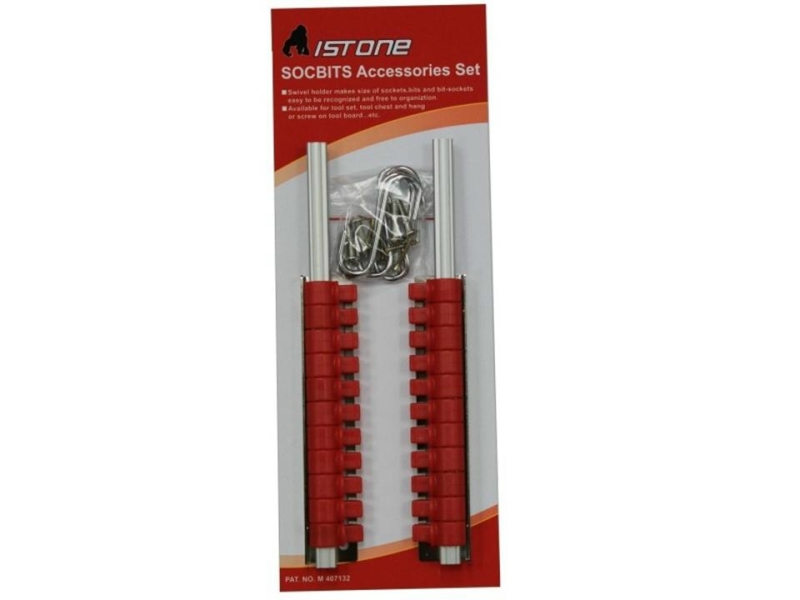 ISTONE
SOCBITS Accessories Set
Swivel holder makes size of sockets,bits and bit-sockets
easy to be recognized and free to organiztion.
Available for tool set, tool chest and hang
or screw on tool board...etc.
PAT. NO. M 407132